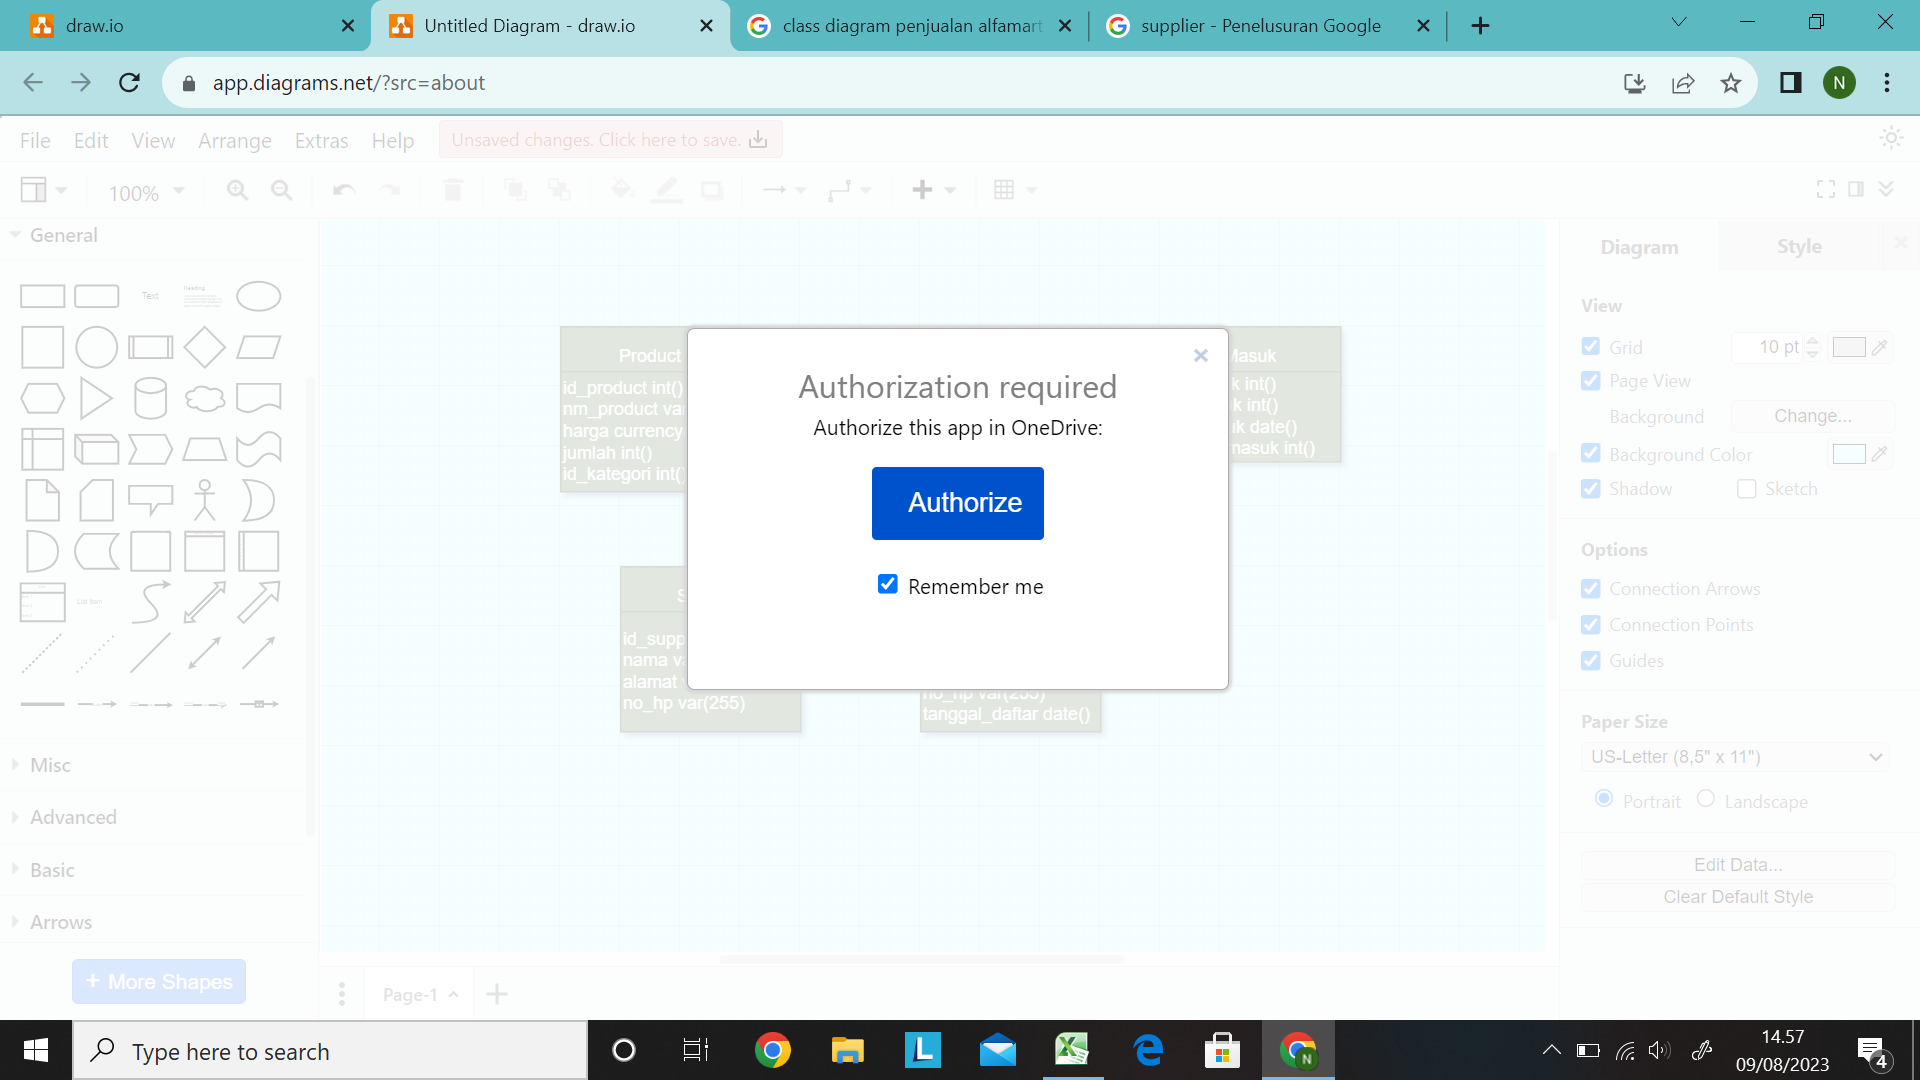 draw.io
Untitled Diagram - draw.io
class diagram penjualan alfamart
supplier - Penelusuran Google
app.diagrams.net/?src=about
N
File Edit View Arrange Extras Help
Unsaved changes. Click here to save.
100%
General
Text
Heading
List Item
Misc
Advanced
Basic
Arrows
+ More Shapes
Product
id_product int()
nm_product va
harga currency
jumlah int()
id_kategori int(
Masuk
k int()
k int()
uk date()
masuk int()
S
id_supp
nama va
alamat
no_hp var(255)
no_hp var(255)
tanggal_daftar date()
Authorization required
Authorize this app in OneDrive:
Authorize
Remember me
Page-1
Diagram
Style
View
Grid
10 pt
Page View
Background
Change...
Background Color
Shadow
Sketch
Options
Connection Arrows
Connection Points
Guides
Paper Size
US-Letter (8,5" x 11")
Portrait
Landscape
Edit Data...
Clear Default Style
Type here to search
L
N
14.57
09/08/2023
4